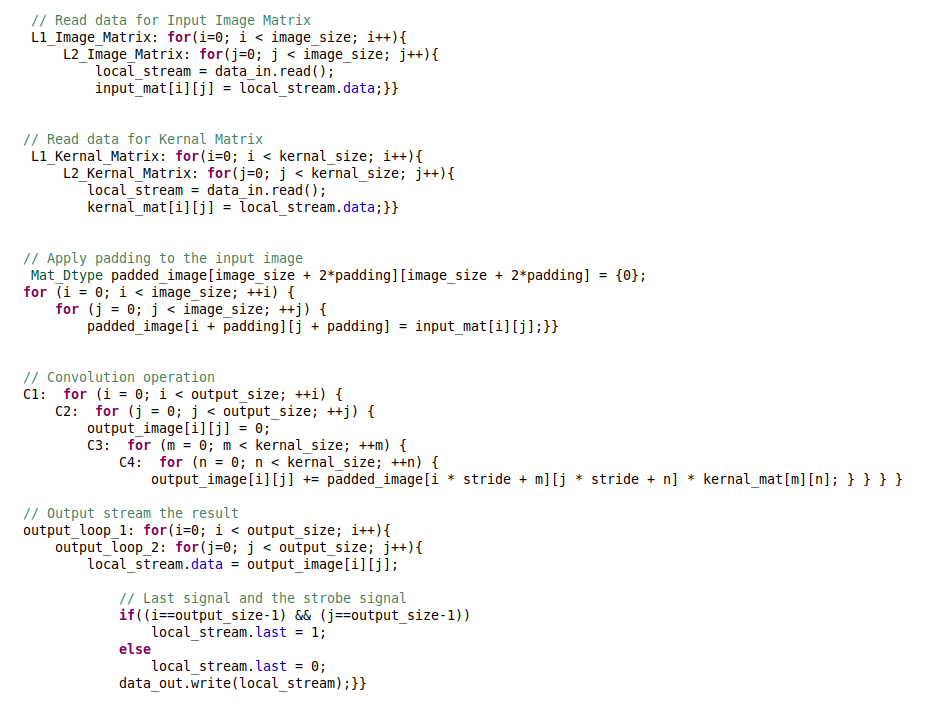 // Read data for Input Image Matrix
L1_Image_Matrix: for(i=0; i < image_size; i++){
L2_Image_Matrix: for(j=0; j < image_size; j++){
local_stream = data_in.read();
input_mat[i][j] = local_stream.data;}}
// Read data for Kernal Matrix
L1_Kernal_Matrix: for(i=0; i < kernal_size; i++){
L2_Kernal_Matrix: for(j=0; j < kernal_size; j++){
local_stream = data_in.read();
kernal_mat[i][j] = local_stream.data;}}
// Apply padding to the input image
Mat_Dtype padded_image[image_size + 2*padding][image_size + 2*padding] = {0};
for (i = 0; i < image_size; ++i) {
for (j = 0; j < image_size; ++j) {
padded_image[i + padding][j + padding] = input_mat[i][j];}}
// Convolution operation
C1:  for (i = 0; i < output_size; ++i) {
C2:  for (j = 0; j < output_size; ++j) {
output_image[i][j] = 0;
C3:  for (m = 0; m < kernal_size; ++m) {
C4:  for (n = 0; n < kernal_size; ++n) {
output_image[i][j] += padded_image[i * stride + m][j * stride + n] * kernal_mat[m][n]; } } } }
// Output stream the result
output_loop_1: for(i=0; i < output_size; i++){
output_loop_2: for(j=0; j < output_size; j++){
local_stream.data = output_image[i][j];
// Last signal and the strobe signal
if((i==output_size-1) && (j==output_size-1))
local_stream.last = 1;
else
local_stream.last = 0;
data_out.write(local_stream);}}